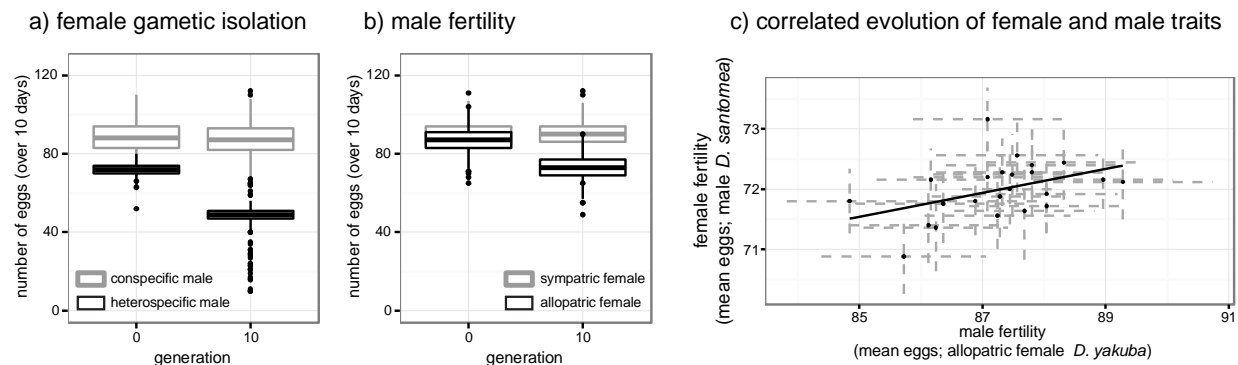 a) female gametic isolation
number of eggs (over 10 days)
120
80
40
0
conspecific male
heterospecific male
0
10
generation
b) male fertility
number of eggs (over 10 days)
120
80
40
0
sympatric female
allopatric female
0
10
generation
c) correlated evolution of female and male traits
female fertility
(mean eggs; male D. santomea)
73
72
71
85
87
89
91
male fertility
(mean eggs; allopatric female D. yakuba)